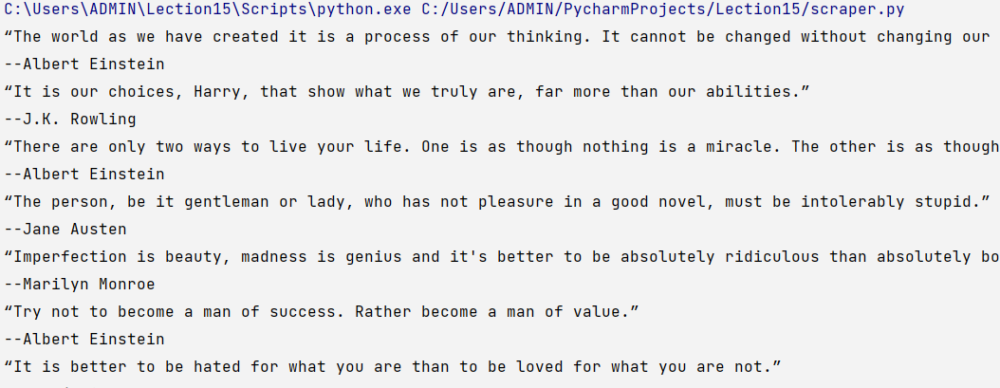 C:\Users\ADMIN\Lection15\Scripts\python.exe C:/Users/ADMIN/PycharmProjects/Lection15/scraper.py
“The world as we have created it is a process of our thinking. It cannot be changed without changing our
--Albert Einstein
“It is our choices, Harry, that show what we truly are, far more than our abilities.”
--J.K. Rowling
“There are only two ways to live your life. One is as though nothing is a miracle. The other is as though
--Albert Einstein
“The person, be it gentleman or lady, who has not pleasure in a good novel, must be intolerably stupid.”
--Jane Austen
“Imperfection is beauty, madness is genius and it's better to be absolutely ridiculous than absolutely bo
--Marilyn Monroe
“Try not to become a man of success. Rather become a man of value.”
--Albert Einstein
“It is better to be hated for what you are than to be loved for what you are not.”